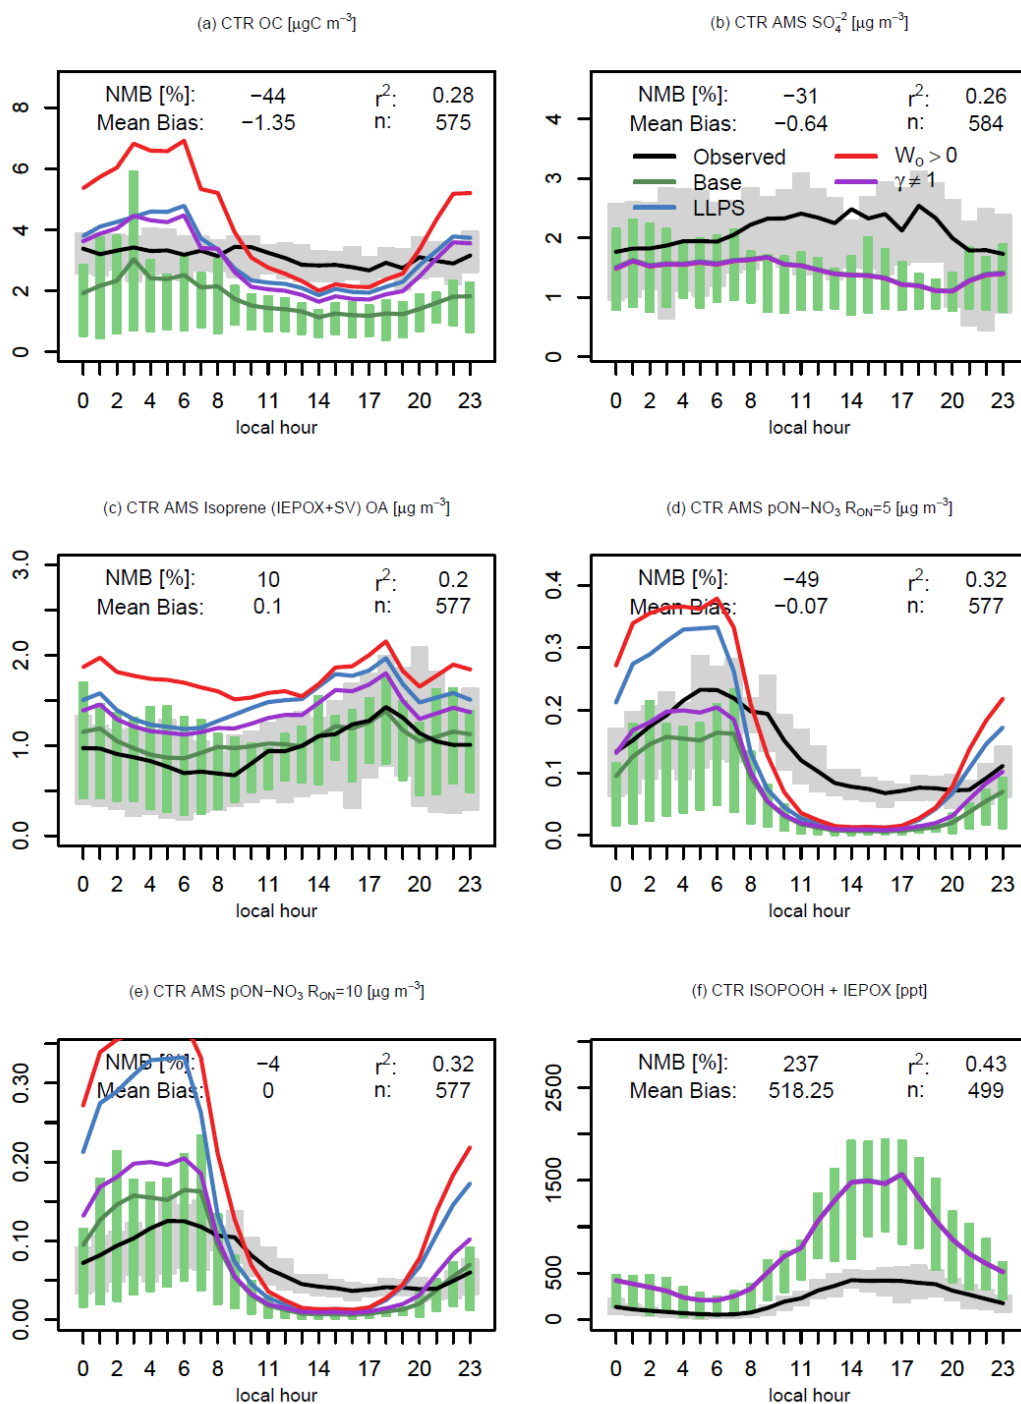 (a) CTR OC [μgC m⁻³]
NMB [%]: −44 r²: 0.28
Mean Bias: −1.35 n: 575
8
6
4
2
0
0 2 4 6 8 11 14 17 20 23
local hour
(b) CTR AMS SO₄⁻² [μg m⁻³]
NMB [%]: −31 r²: 0.26
Mean Bias: −0.64 n: 584
Observed Wₒ > 0
Base γ ≠ 1
LLPS
4
3
2
1
0
0 2 4 6 8 11 14 17 20 23
local hour
(c) CTR AMS Isoprene (IEPOX+SV) OA [μg m⁻³]
NMB [%]: 10 r²: 0.2
Mean Bias: 0.1 n: 577
3.0
2.0
1.0
0.0
0 2 4 6 8 11 14 17 20 23
local hour
(d) CTR AMS pON−NO₃ R_ON=5 [μg m⁻³]
NMB [%]: −49 r²: 0.32
Mean Bias: −0.07 n: 577
0.4
0.3
0.2
0.1
0.0
0 2 4 6 8 11 14 17 20 23
local hour
(e) CTR AMS pON−NO₃ R_ON=10 [μg m⁻³]
NMB [%]: −4 r²: 0.32
Mean Bias: 0 n: 577
0.30
0.20
0.10
0.00
0 2 4 6 8 11 14 17 20 23
local hour
(f) CTR ISOPOOH + IEPOX [ppt]
NMB [%]: 237 r²: 0.43
Mean Bias: 518.25 n: 499
2500
1500
500
0
0 2 4 6 8 11 14 17 20 23
local hour